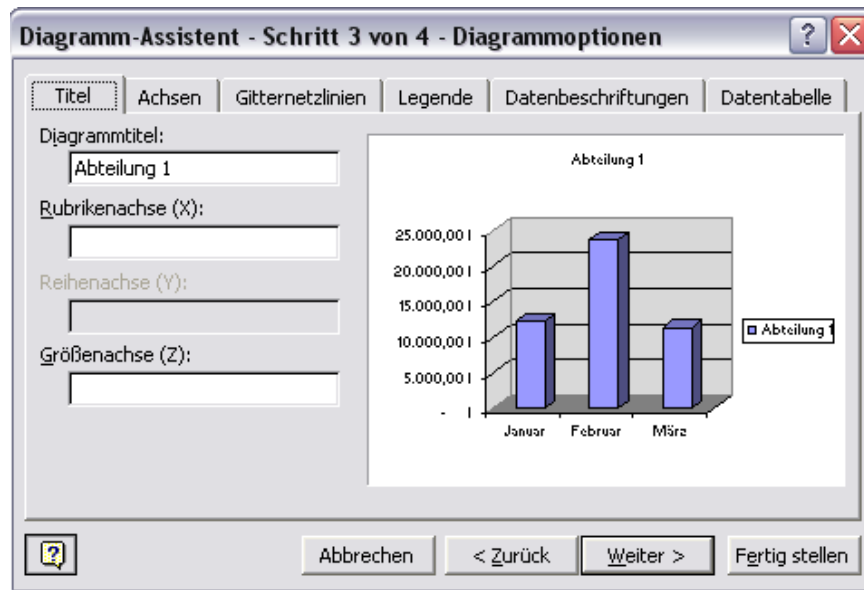 Diagramm-Assistent - Schritt 3 von 4 - Diagrammoptionen
Titel Achsen Gitternetzlinien Legende Datenbeschriftungen Datentabelle
Diagrammtitel:
Abteilung 1
Rubrikenachse (X):
Reihenachse (Y):
Größenachse (Z):
Abteilung 1
25.000,00 l
20.000,00 l
15.000,00 l
10.000,00 l
5.000,00 l
- l
Januar Februar März
Abteilung 1
Abbrechen < Zurück Weiter > Fertig stellen